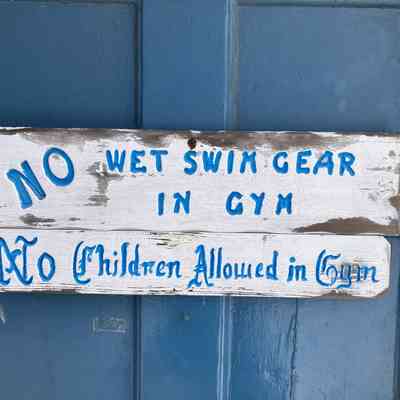 NO WET SWIM GEAR
IN GYM
No Children Allowed in Gym